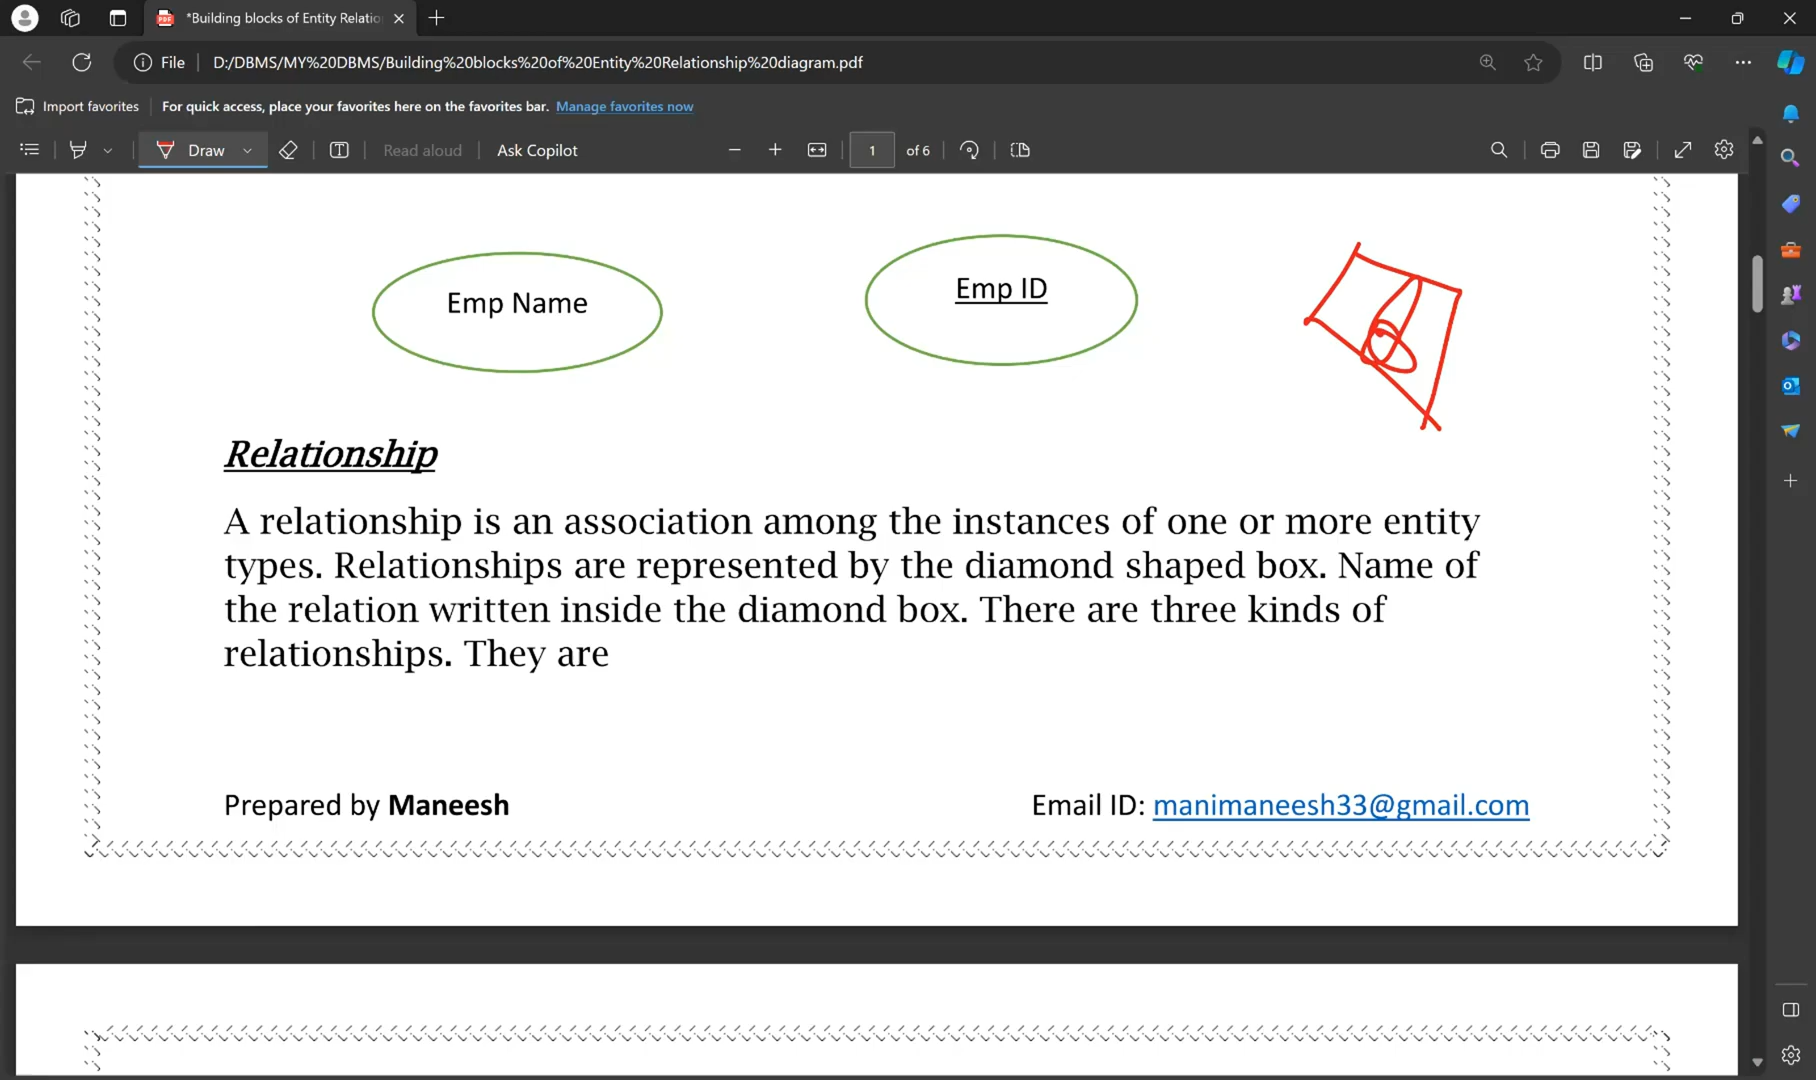 *Building blocks of Entity Relatio
File
D:/DBMS/MY%20DBMS/Building%20blocks%20of%20Entity%20Relationship%20diagram.pdf
Import favorites
For quick access, place your favorites here on the favorites bar. Manage favorites now
Draw
Read aloud
Ask Copilot
1 of 6
Emp Name
Emp ID
Relationship
A relationship is an association among the instances of one or more entity
types. Relationships are represented by the diamond shaped box. Name of
the relation written inside the diamond box. There are three kinds of
relationships. They are
Prepared by Maneesh
Email ID: manimaneesh33@gmail.com